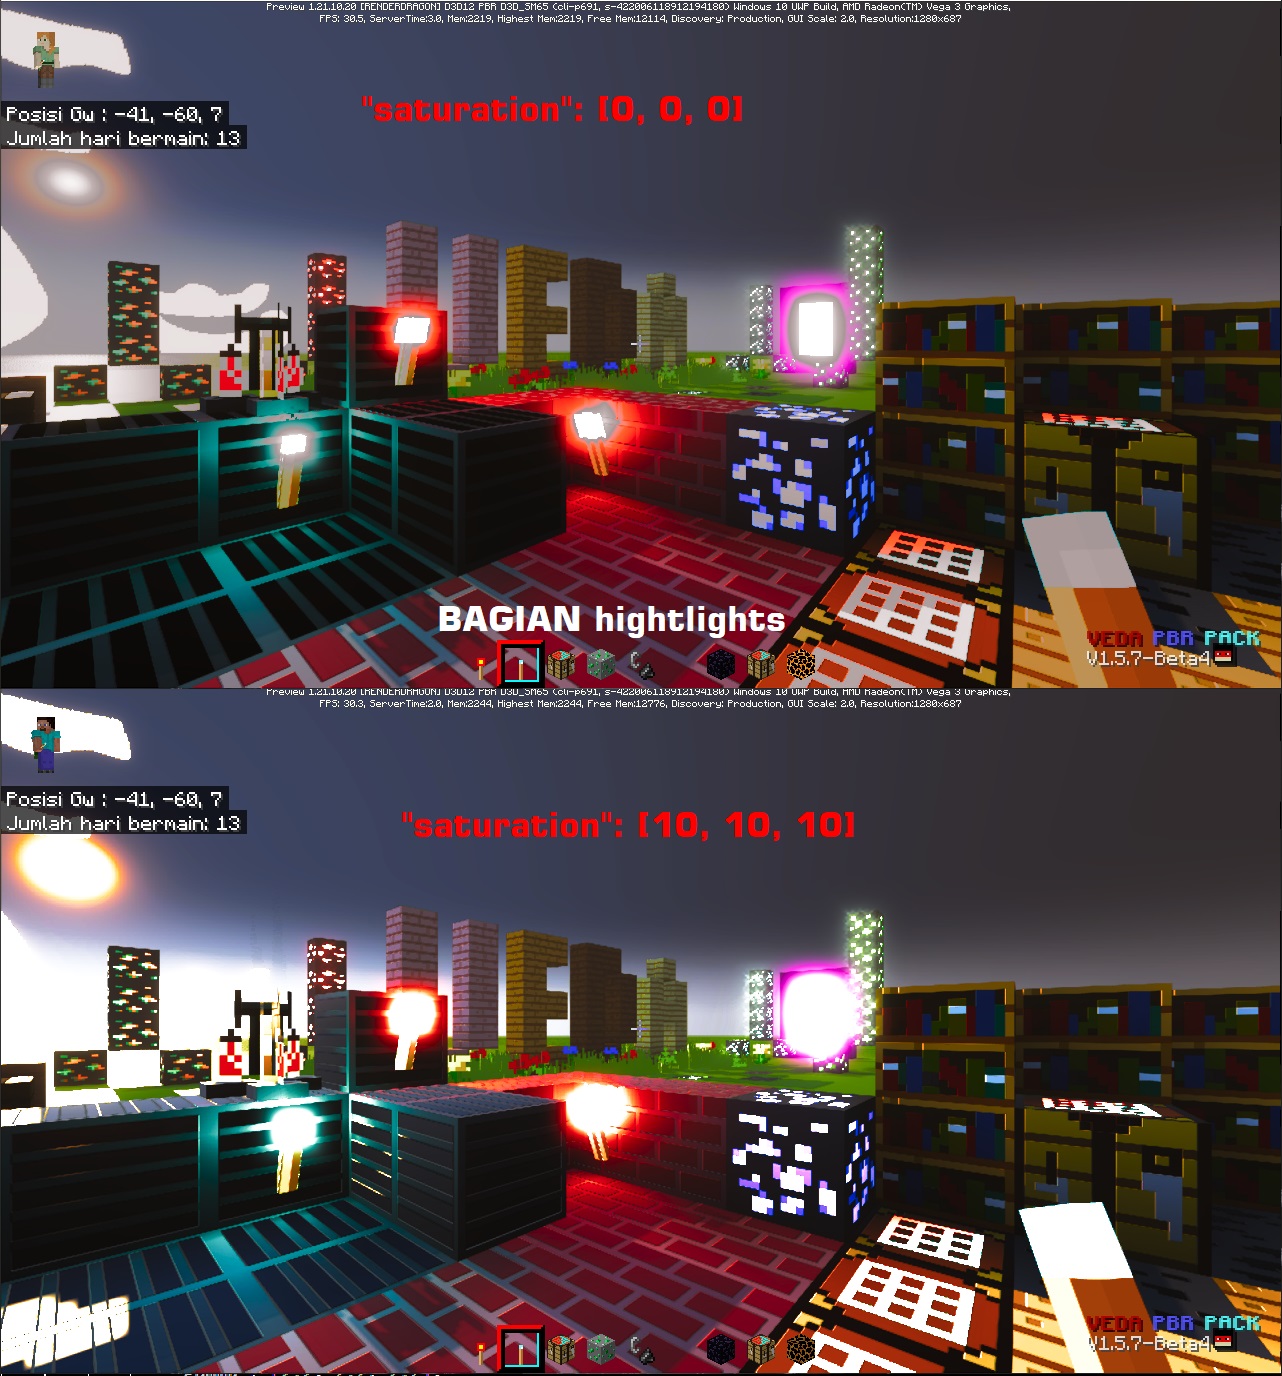 Preview 1.21.10.20 [RENDERDRAGON] D3D12 PBR D3D_SM65 (cli-p691, s-422006118912194180) Windows 10 UWP Build, AMD Radeon(TM) Vega 3 Graphics,
FPS: 30.5, ServerTime:3.0, Mem:2219, Highest Mem:2219, Free Mem:12114, Discovery: Production, GUI Scale: 2.0, Resolution:1280x687
"saturation": [0, 0, 0]
Posisi Gw : -41, -60, 7
Jumlah hari bermain: 13
BAGIAN hightlights
VEDA PBR PACK
V1.5.7-Beta4
Preview 1.21.10.20 [RENDERDRAGON] D3D12 PBR D3D_SM65 (cli-p691, s-422006118912194180) Windows 10 UWP Build, AMD Radeon(TM) Vega 3 Graphics,
FPS: 30.3, ServerTime:2.0, Mem:2244, Highest Mem:2244, Free Mem:12776, Discovery: Production, GUI Scale: 2.0, Resolution:1280x687
Posisi Gw : -41, -60, 7
Jumlah hari bermain: 13
"saturation": [10, 10, 10]
VEDA PBR PACK
V1.5.7-Beta4